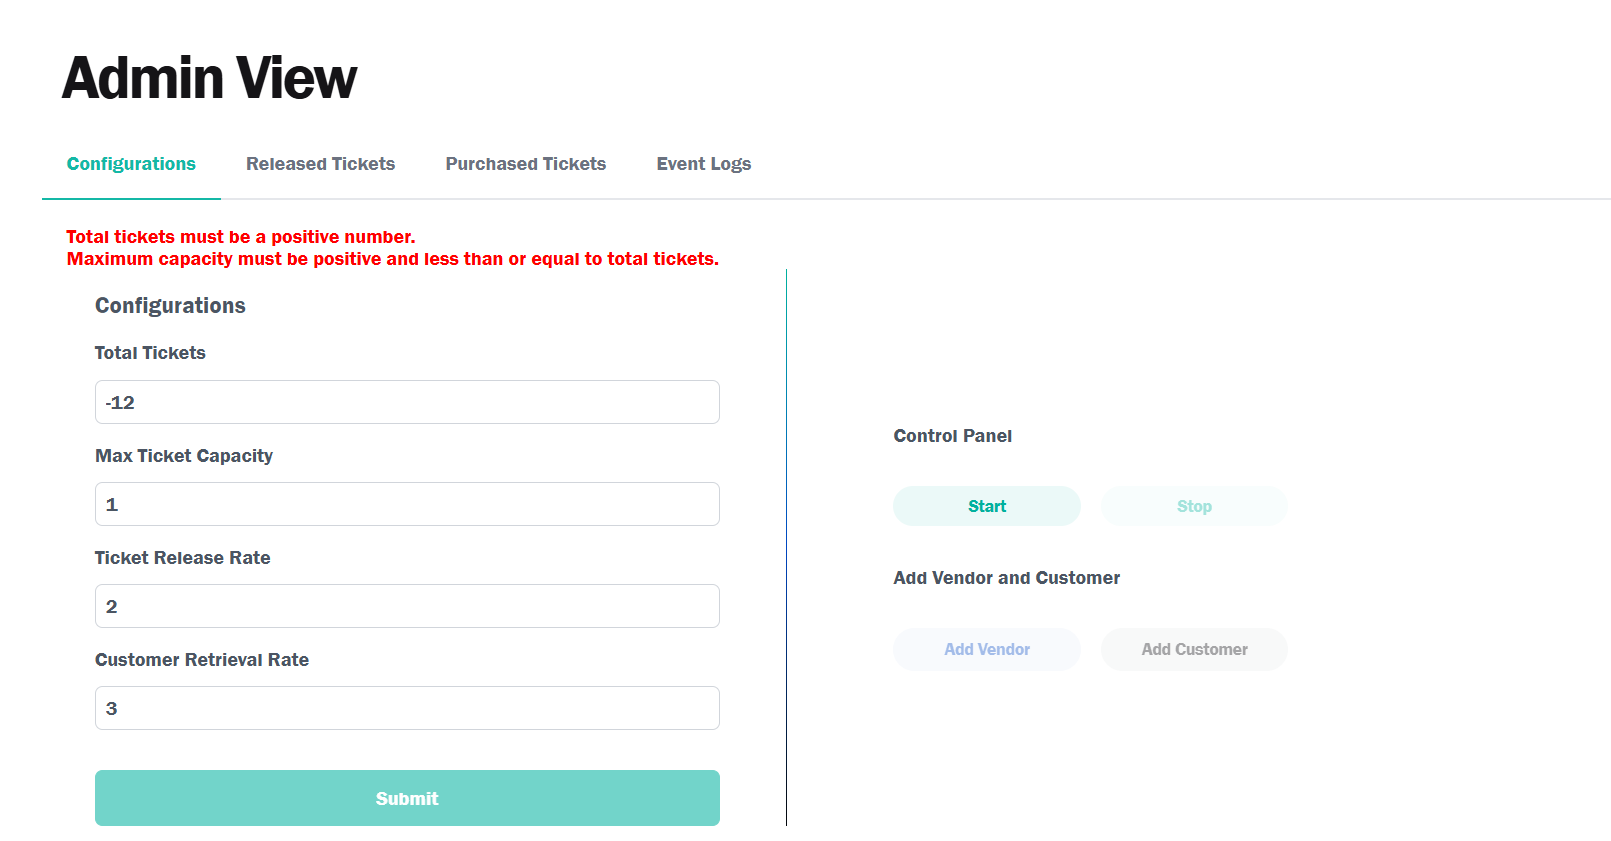 Admin View
Configurations Released Tickets Purchased Tickets Event Logs
Total tickets must be a positive number.
Maximum capacity must be positive and less than or equal to total tickets.
Configurations
Total Tickets
-12
Max Ticket Capacity
1
Ticket Release Rate
2
Customer Retrieval Rate
3
Submit
Control Panel
Start Stop
Add Vendor and Customer
Add Vendor Add Customer